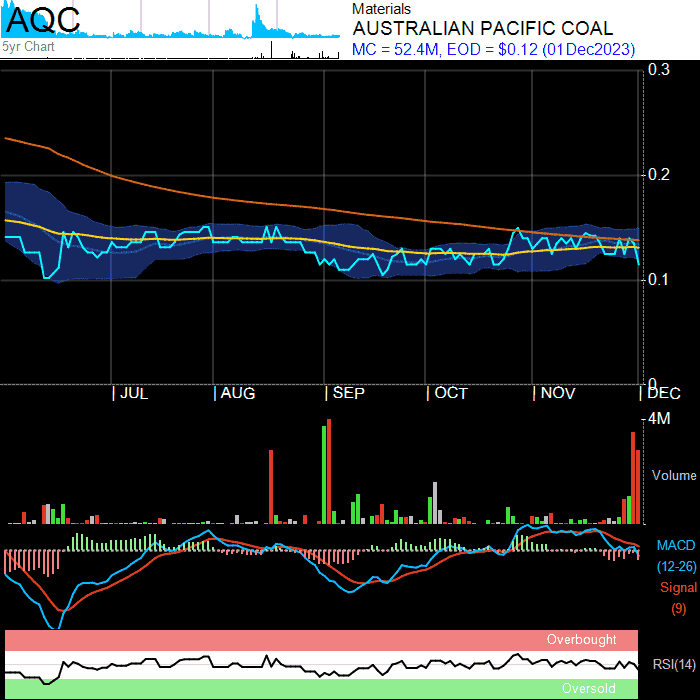 AQC
5yr Chart
Materials
AUSTRALIAN PACIFIC COAL
MC = 52.4M, EOD = $0.12 (01Dec2023)
0.3
0.2
0.1
0
JUL AUG SEP OCT NOV DEC
4M
Volume
MACD
(12-26)
Signal
(9)
Overbought
RSI(14)
Oversold